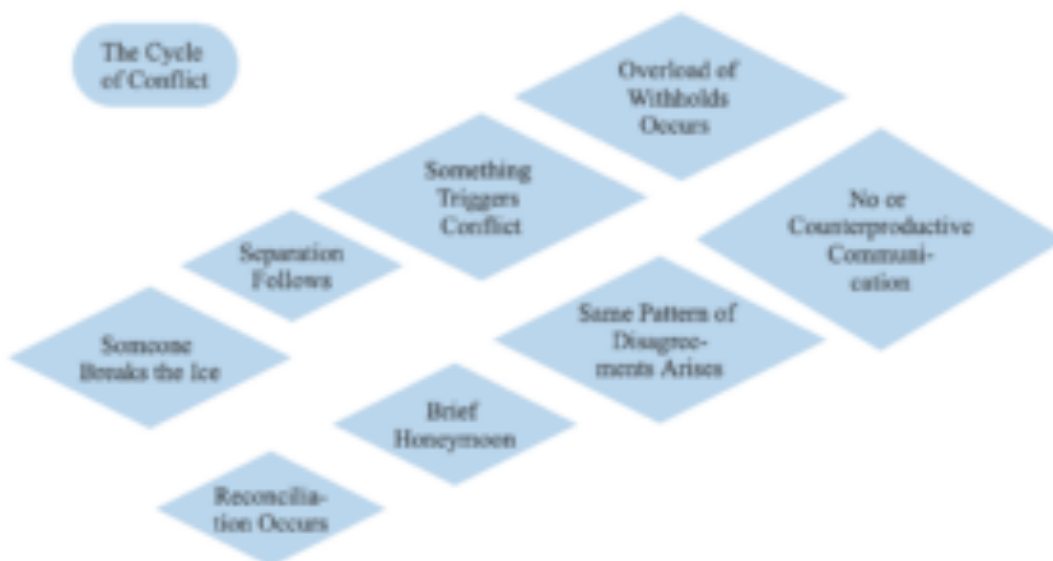 The Cycle
of Conflict
Overload of
Withholds
Occurs
Something
Triggers
Conflict
No or
Counterproductive
Communi-
cation
Separation
Follows
Same Pattern of
Disagree-
ments Arises
Someone
Breaks the Ice
Brief
Honeymoon
Reconcilia-
tion Occurs